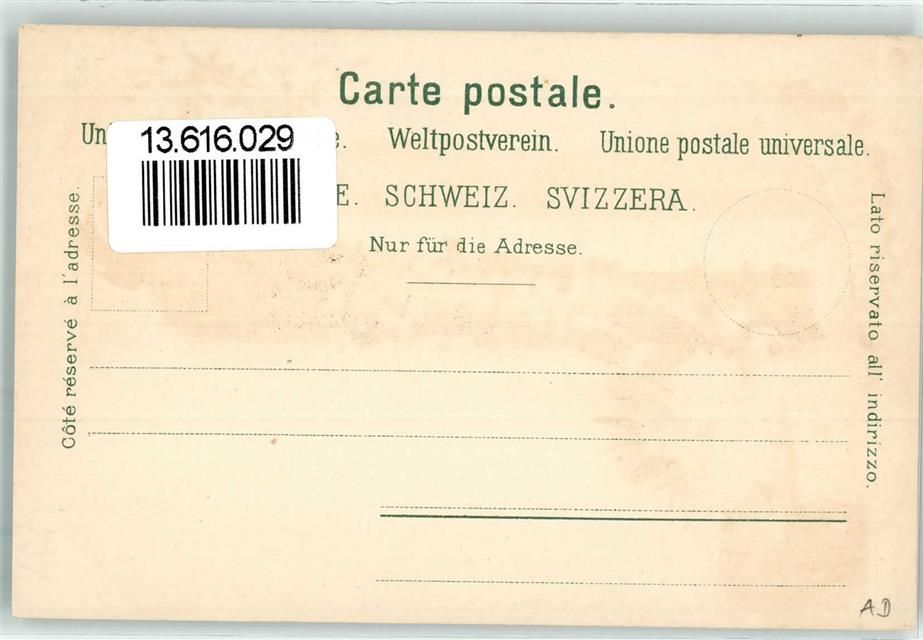 Carte postale.
Weltpostverein. Unione postale universale.
13.616.029
SCHWEIZ. SVIZZERA.
Nur für die Adresse.
Côté réservé à l'adresse.
Lato riservato all' indirizzo.
AD